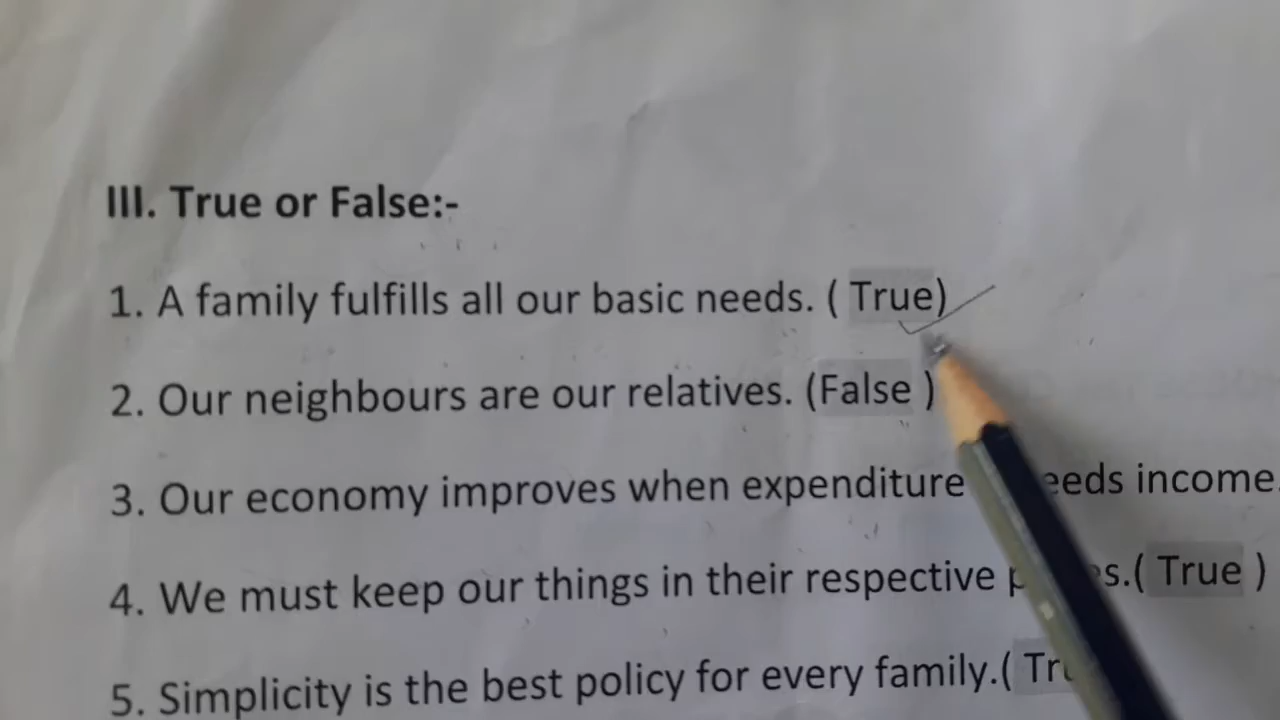 III. True or False:-
1. A family fulfills all our basic needs. ( True)
2. Our neighbours are our relatives. (False )
3. Our economy improves when expenditure income.
4. We must keep our things in their respective ( True )
5. Simplicity is the best policy for every family.(